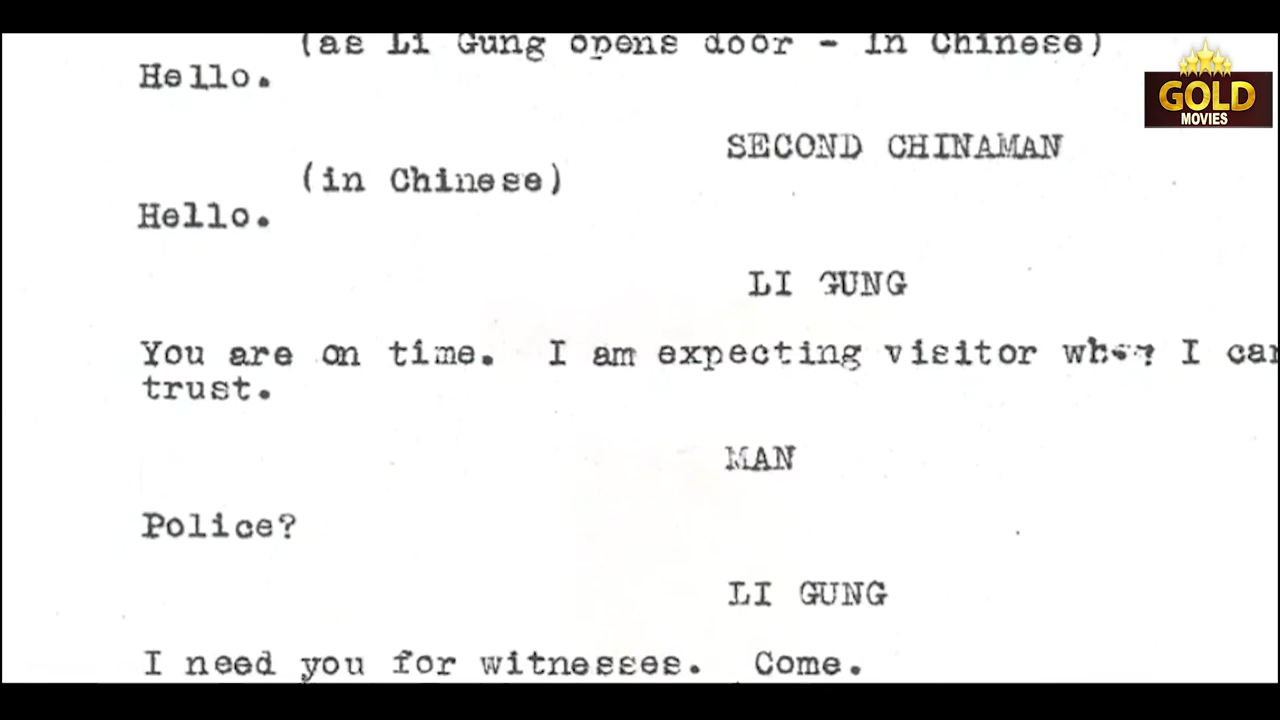 (as Li Gung opens door - In Chinese)
Hello.
SECOND CHINAMAN
(in Chinese)
Hello.
LI GUNG
You are on time. I am expecting visitor I
trust.
MAN
Police?
LI GUNG
I need you for witnesses. Come.
GOLD
MOVIES